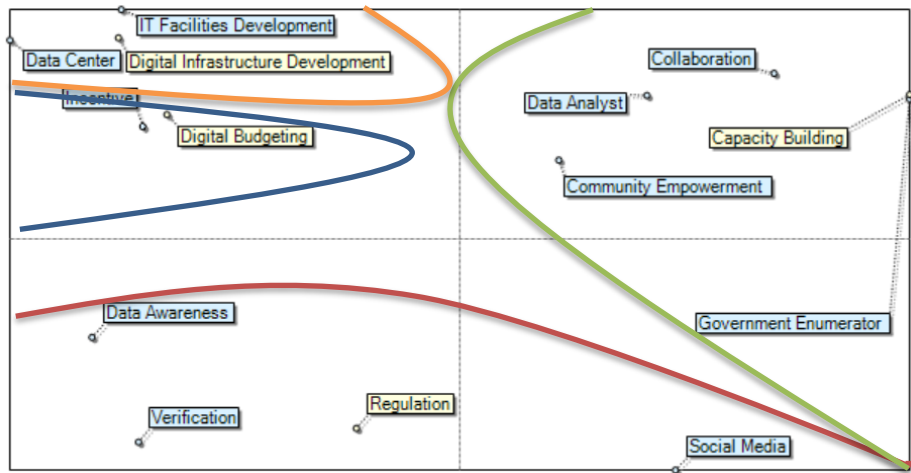 IT Facilities Development
Data Center
Digital Infrastructure Development
Collaboration
Incentive
Data Analyst
Digital Budgeting
Capacity Building
Community Empowerment
Data Awareness
Government Enumerator
Regulation
Verification
Social Media